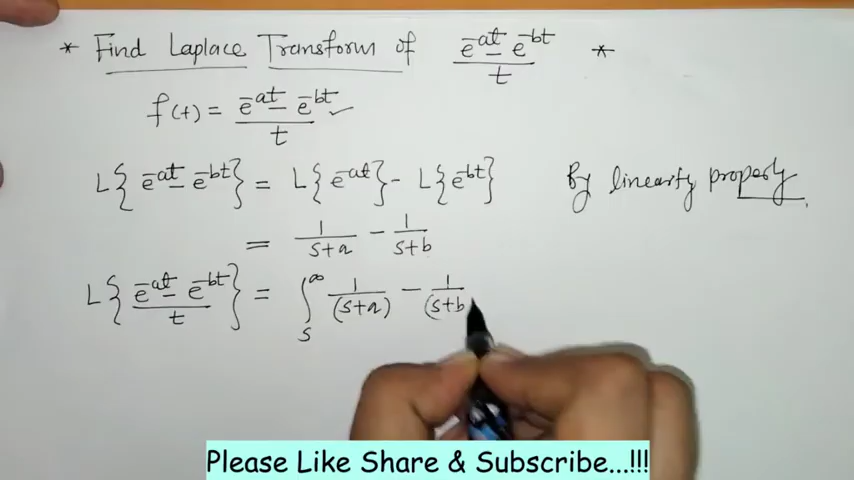 * Find Laplace Transform of (e^-at - e^-bt)/t *
f(t) = (e^-at - e^-bt)/t ✓
L{e^-at - e^-bt} = L{e^-at} - L{e^-bt} By linearity property.
= 1/(s+a) - 1/(s+b)
L{(e^-at - e^-bt)/t} = ∫_s^∞ 1/(s+a) - 1/(s+b
Please Like Share & Subscribe...!!!